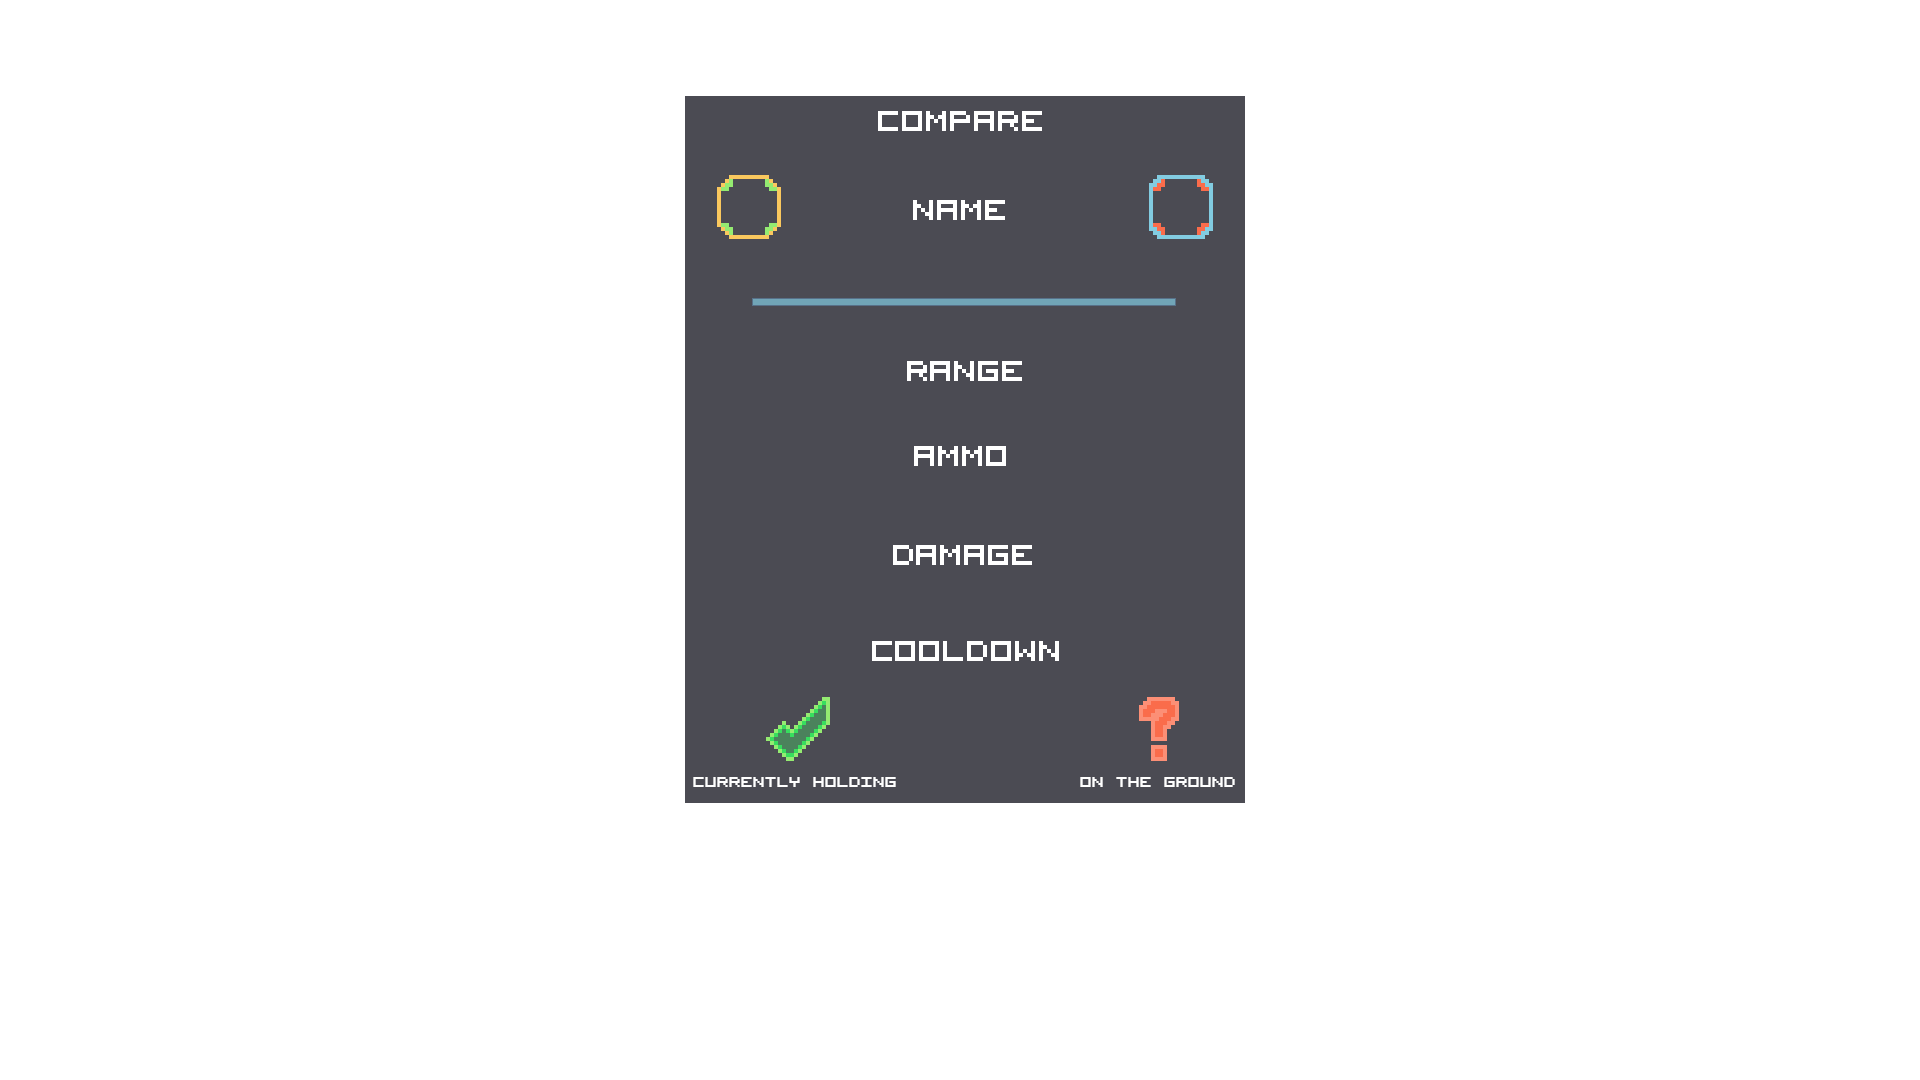 COMPARE
NAME
RANGE
AMMO
DAMAGE
COOLDOWN
?
CURRENTLY HOLDING
ON THE GROUND